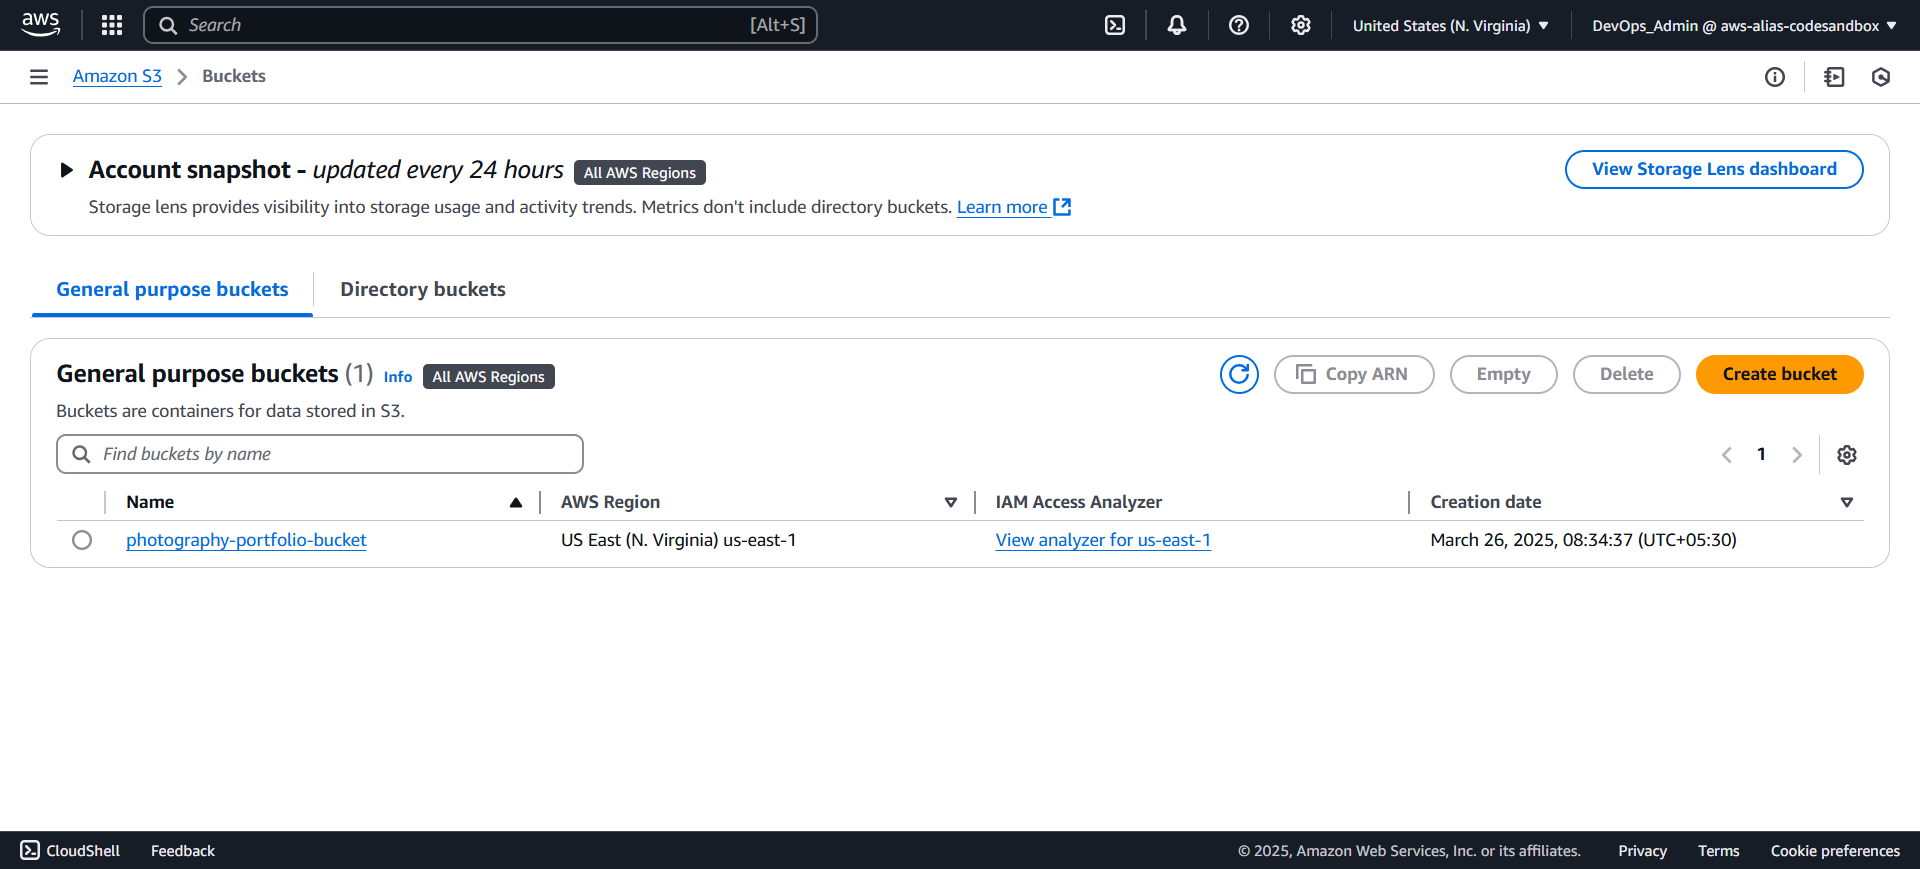 aws Search [Alt+S] United States (N. Virginia) DevOps_Admin @ aws-alias-codesandbox
Amazon S3 Buckets
Account snapshot - updated every 24 hours All AWS Regions View Storage Lens dashboard
Storage lens provides visibility into storage usage and activity trends. Metrics don't include directory buckets. Learn more
General purpose buckets Directory buckets
General purpose buckets (1) Info All AWS Regions Copy ARN Empty Delete Create bucket
Buckets are containers for data stored in S3.
Find buckets by name 1
Name AWS Region IAM Access Analyzer Creation date
photography-portfolio-bucket US East (N. Virginia) us-east-1 View analyzer for us-east-1 March 26, 2025, 08:34:37 (UTC+05:30)
CloudShell Feedback © 2025, Amazon Web Services, Inc. or its affiliates. Privacy Terms Cookie preferences